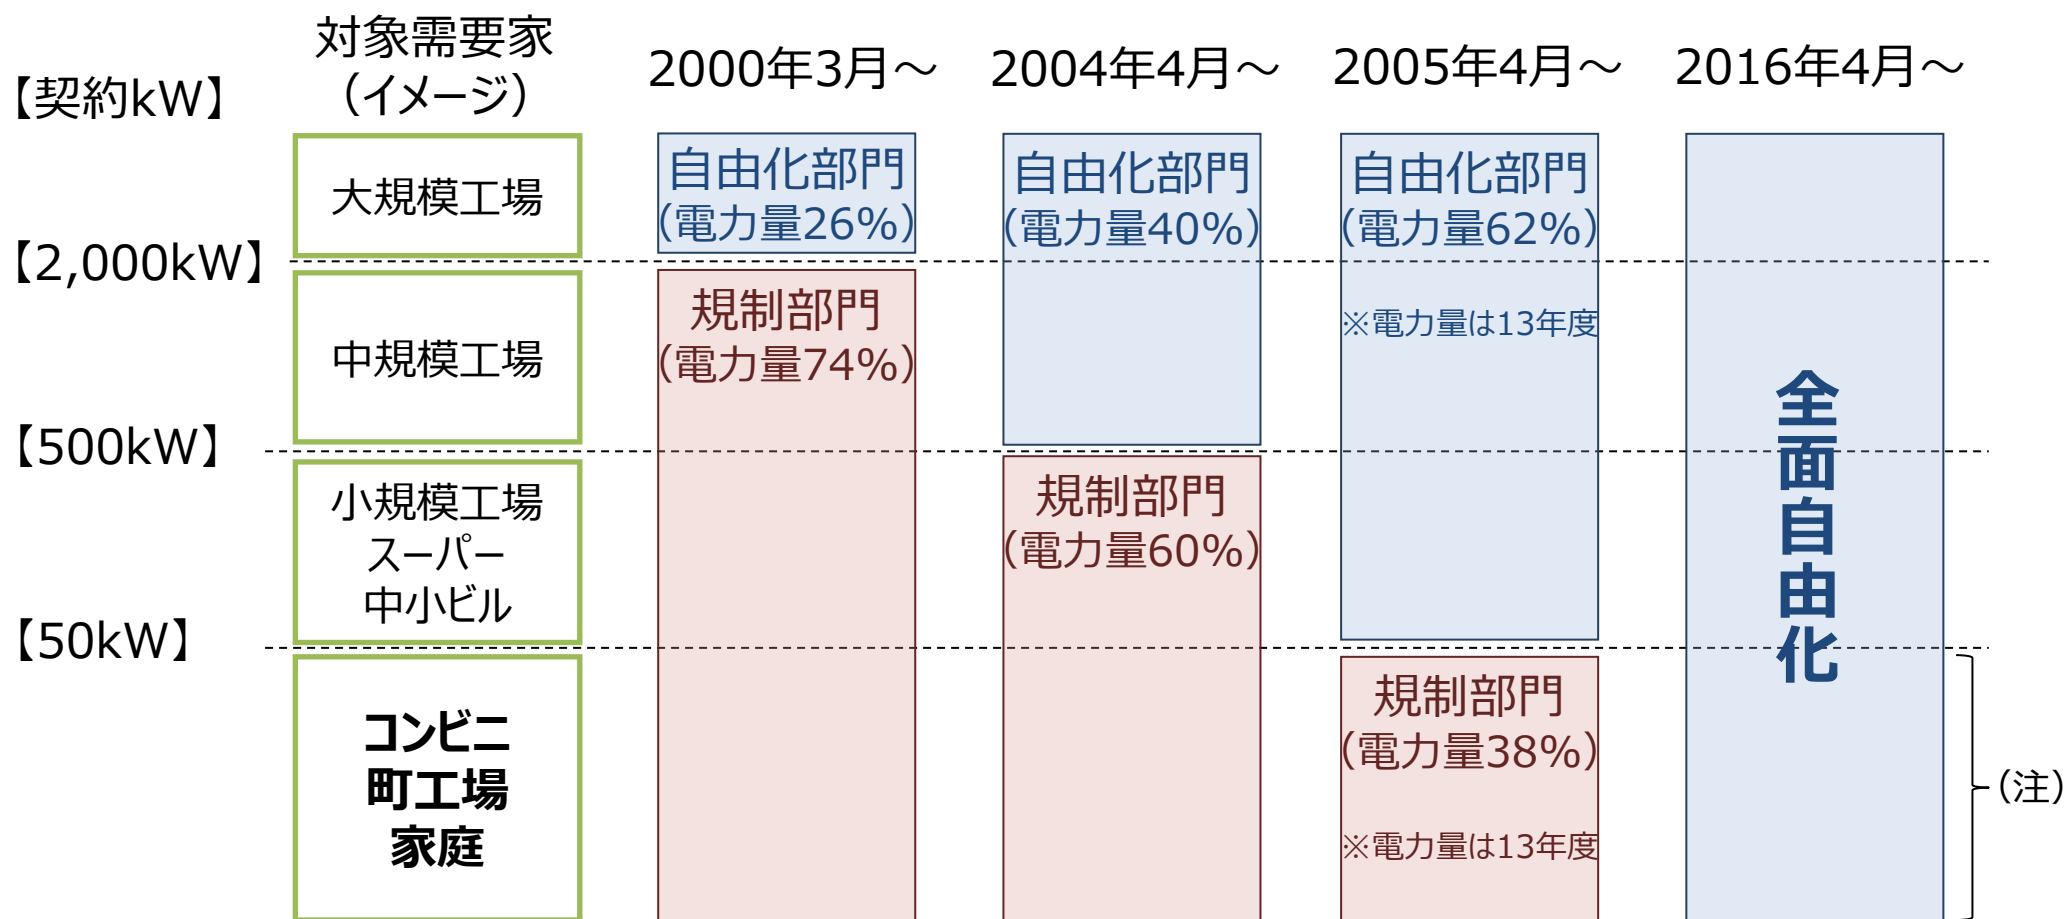 【契約kW】
対象需要家
（イメージ）
2000年3月～
2004年4月～
2005年4月～
2016年4月～
大規模工場
自由化部門
（電力量26%）
自由化部門
（電力量40%）
自由化部門
（電力量62%）
【2,000kW】
中規模工場
規制部門
（電力量74%）
※電力量は13年度
全面自由化
【500kW】
小規模工場
スーパー
中小ビル
規制部門
（電力量60%）
【50kW】
コンビニ
町工場
家庭
規制部門
（電力量38%）
※電力量は13年度
（注）